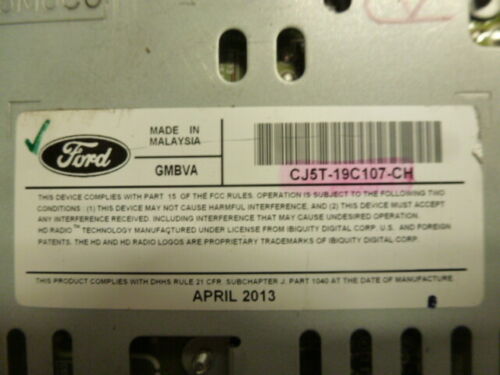 Ford
MADE IN
MALAYSIA
GMBVA
CJ5T-19C107-CH
THIS DEVICE COMPLIES WITH PART 15 OF THE FCC RULES. OPERATION IS SUBJECT TO THE FOLLOWING TWO
CONDITIONS: (1) THIS DEVICE MAY NOT CAUSE HARMFUL INTERFERENCE, AND (2) THIS DEVICE MUST ACCEPT
ANY INTERFERENCE RECEIVED, INCLUDING INTERFERENCE THAT MAY CAUSE UNDESIRED OPERATION.
HD RADIO™ TECHNOLOGY MANUFACTURED UNDER LICENSE FROM IBIQUITY DIGITAL CORP. U.S. AND FOREIGN
PATENTS. THE HD AND HD RADIO LOGOS ARE PROPRIETARY TRADEMARKS OF IBIQUITY DIGITAL CORP.
THIS PRODUCT COMPLIES WITH DHHS RULE 21 CFR SUBCHAPTER J, PART 1040 AT THE DATE OF MANUFACTURE
APRIL 2013